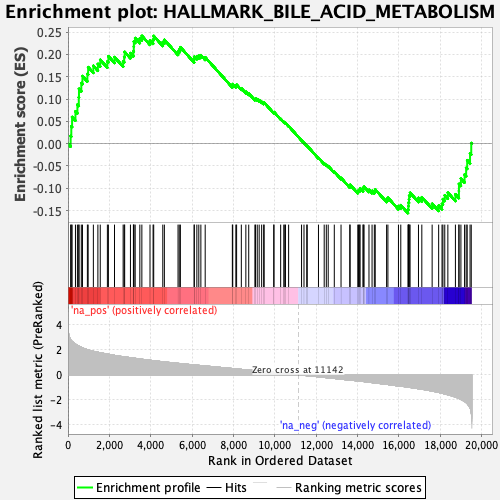 Enrichment plot: HALLMARK_BILE_ACID_METABOLISM
Enrichment score (ES)
0.25
0.20
0.15
0.10
0.05
0.00
-0.05
-0.10
-0.15
'na_pos' (positively correlated)
Ranked list metric (PreRanked)
4
2
0
-2
-4
Zero cross at 11142
'na_neg' (negatively correlated)
0
2,000
4,000
6,000
8,000
10,000
12,000
14,000
16,000
18,000
20,000
Rank in Ordered Dataset
Enrichment profile
Hits
Ranking metric scores